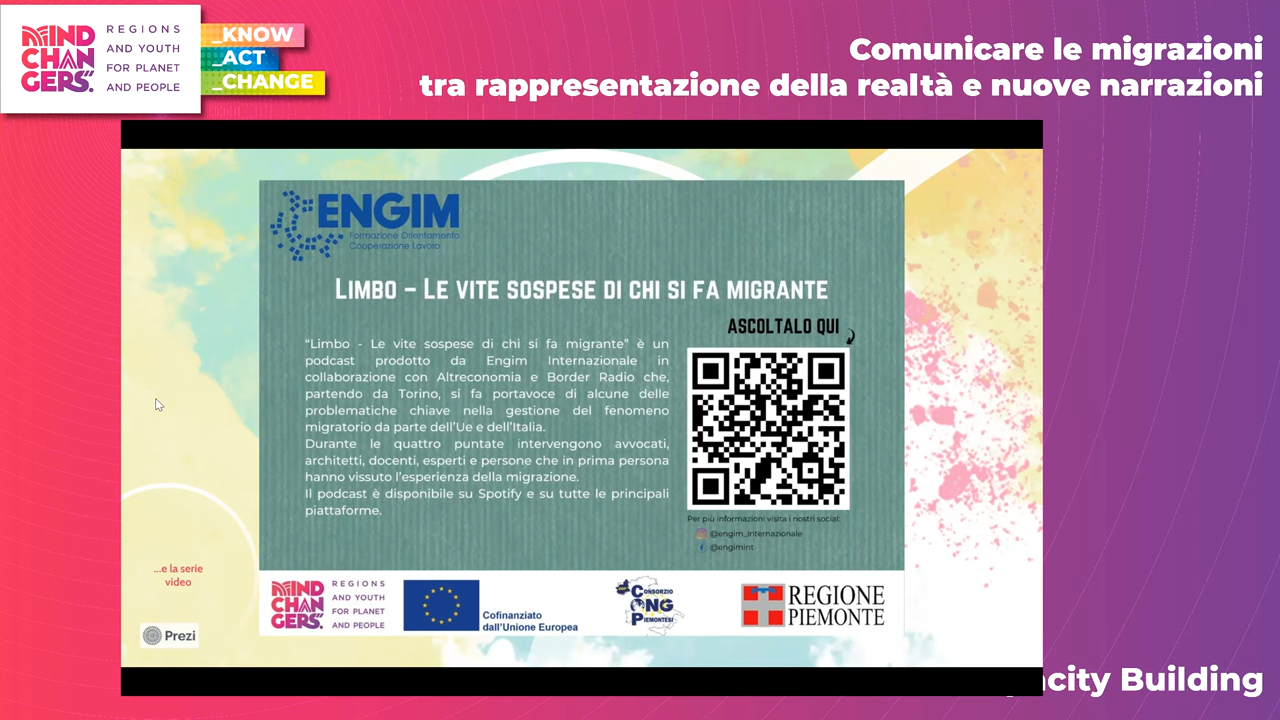 MIND
CHAN
GERS
REGIONS
AND YOUTH
FOR PLANET
AND PEOPLE
_KNOW
_ACT
_CHANGE
Comunicare le migrazioni
tra rappresentazione della realtà e nuove narrazioni
ENGIM
Formazione Orientamento
Cooperazione Lavoro
LIMBO – LE VITE SOSPESE DI CHI SI FA MIGRANTE
ASCOLTALO QUI
“Limbo - Le vite sospese di chi si fa migrante” è un
podcast prodotto da Engim Internazionale in
collaborazione con Altreconomia e Border Radio che,
partendo da Torino, si fa portavoce di alcune delle
problematiche chiave nella gestione del fenomeno
migratorio da parte dell’Ue e dell’Italia.
Durante le quattro puntate intervengono avvocati,
architetti, docenti, esperti e persone che in prima persona
hanno vissuto l’esperienza della migrazione.
Il podcast è disponibile su Spotify e su tutte le principali
piattaforme.
Per più informazioni visita i nostri social:
@engim_internazionale
@engimint
...e la serie
video
Prezi
MIND
CHAN
GERS
REGIONS
AND YOUTH
FOR PLANET
AND PEOPLE
Cofinanziato
dall’Unione Europea
CONSORZIO
ONG
PIEMONTESI
REGIONE
PIEMONTE
city Building